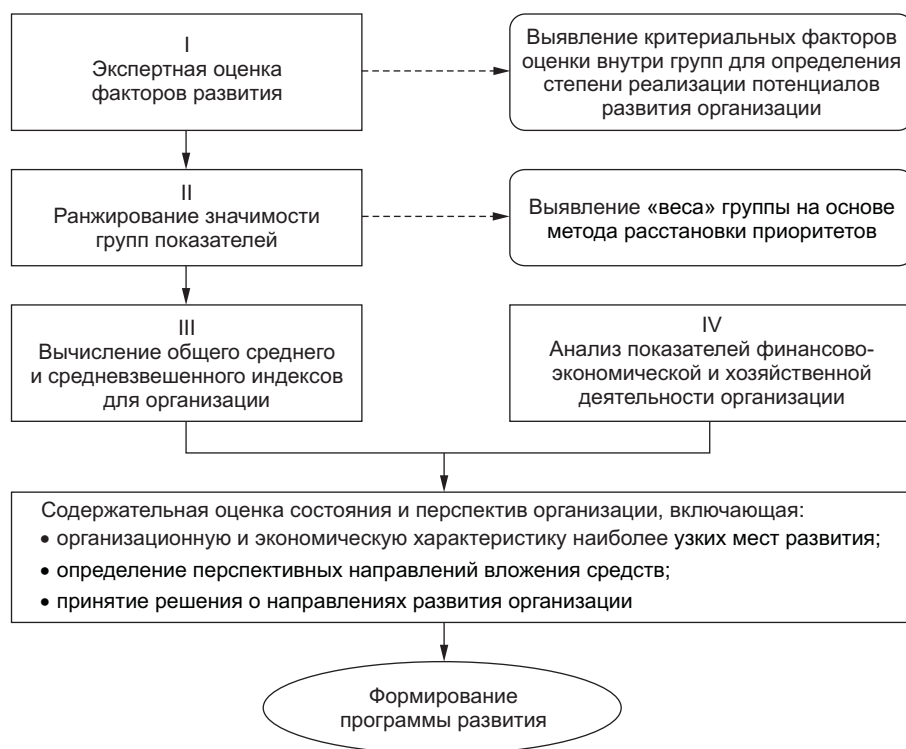 I
Экспертная оценка
факторов развития
Выявление критериальных факторов
оценки внутри групп для определения
степени реализации потенциалов
развития организации
II
Ранжирование значимости
групп показателей
Выявление «веса» группы на основе
метода расстановки приоритетов
III
Вычисление общего среднего
и средневзвешенного индексов
для организации
IV
Анализ показателей финансово-
экономической и хозяйственной
деятельности организации
Содержательная оценка состояния и перспектив организации, включающая:
• организационную и экономическую характеристику наиболее узких мест развития;
• определение перспективных направлений вложения средств;
• принятие решения о направлениях развития организации
Формирование
программы развития